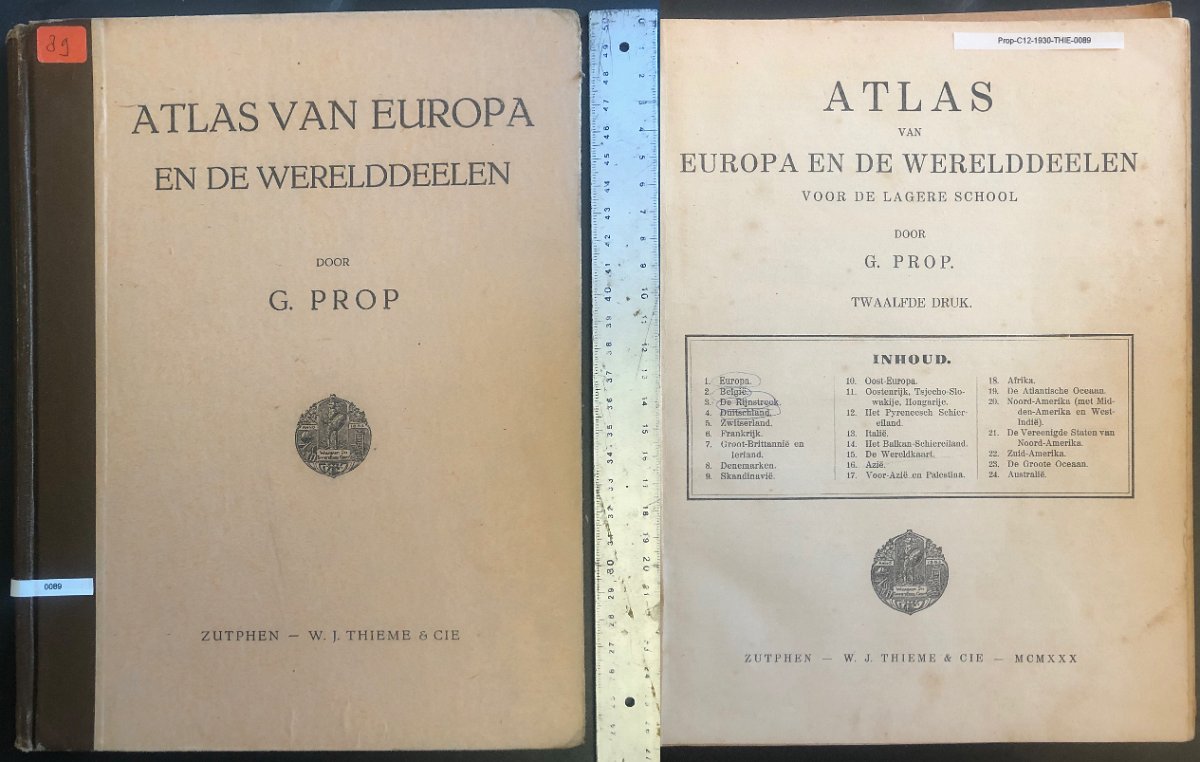 89
ATLAS VAN EUROPA
EN DE WERELDDEELEN
DOOR
G. PROP
ZUTPHEN — W. J. THIEME & CIE
0089
Prop-C12-1930-THIE-0089
ATLAS
VAN
EUROPA EN DE WERELDDEELEN
VOOR DE LAGERE SCHOOL
DOOR
G. PROP.
TWAALFDE DRUK.
INHOUD.
1. Europa.
2. België.
3. De Rijnstreek.
4. Duitschland.
5. Zwitserland.
6. Frankrijk.
7. Groot-Brittannië en
Ierland.
8. Denemarken.
9. Skandinavië.
10. Oost-Europa.
11. Oostenrijk, Tsjecho-Slo-
wakije, Hongarije.
12. Het Pyreneesch Schier-
eiland.
13. Italië.
14. Het Balkan-Schiereiland.
15. De Wereldkaart.
16. Azië.
17. Voor-Azië en Palestina.
18. Afrika.
19. De Atlantische Oceaan.
20. Noord-Amerika (met Mid-
den-Amerika en West-
Indië).
21. De Vereenigde Staten van
Noord-Amerika.
22. Zuid-Amerika.
23. De Groote Oceaan.
24. Australië.
ZUTPHEN — W. J. THIEME & CIE — MCMXXX